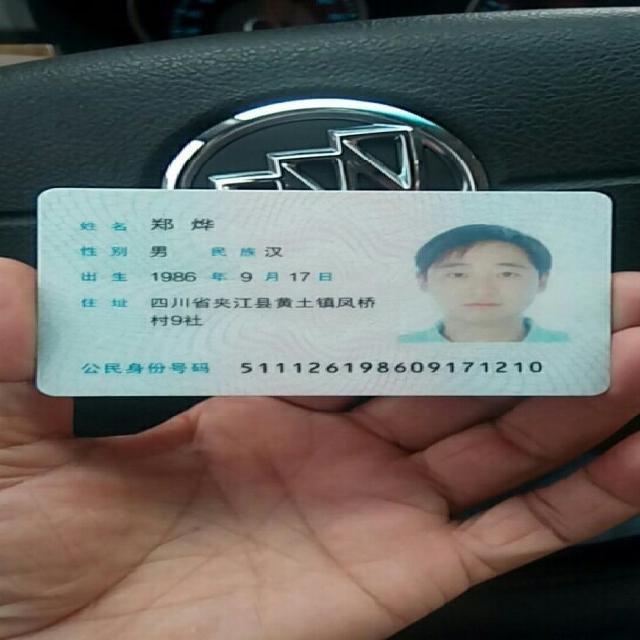 姓名 郑烨
性别 男 民族 汉
出生 1986 年 9 月 17 日
住址 四川省夹江县黄土镇凤桥
村9社
公民身份号码 511126198609171210